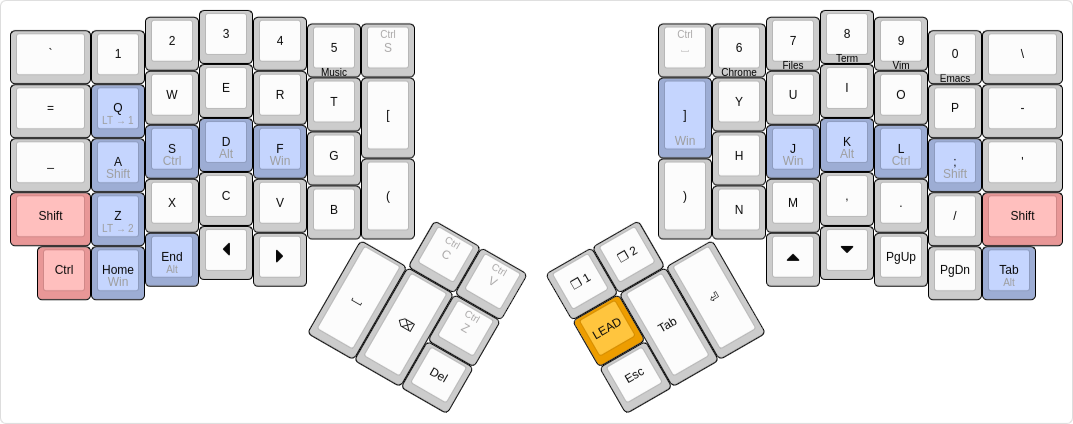 `
1
2
3
4
5
Music
Ctrl
S
=
Q
LT → 1
W
E
R
T
[
_
A
Shift
S
Ctrl
D
Alt
F
Win
G
Shift
Z
LT → 2
X
C
V
B
(
Ctrl
Home
Win
End
Alt
Ctrl
C
Ctrl
V
⌫
Ctrl
Z
Del
Ctrl
6
Chrome
7
Files
8
Term
9
Vim
0
Emacs
\
]
Win
Y
U
I
O
P
-
H
J
Win
K
Alt
L
Ctrl
;
Shift
'
)
N
M
,
.
/
Shift
PgUp
PgDn
Tab
Alt
❐ 1
❐ 2
LEAD
Tab
⏎
Esc